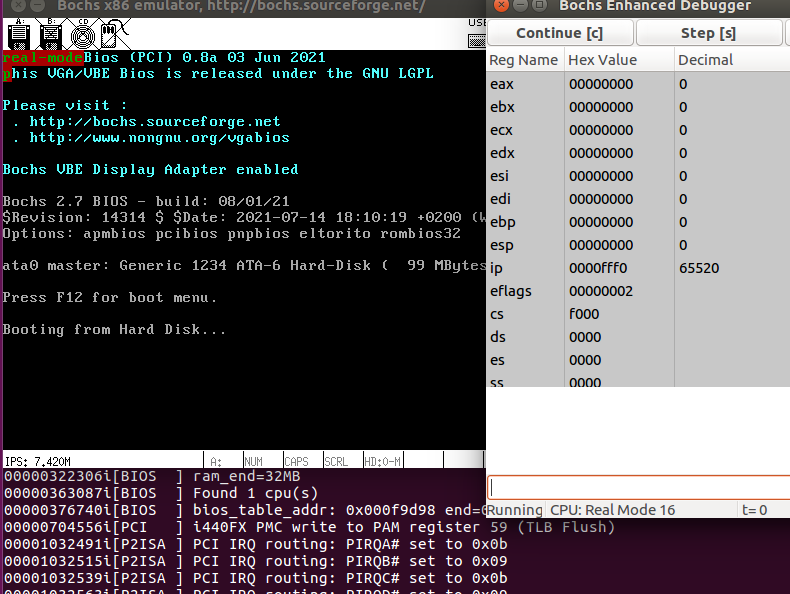 Bochs x86 emulator, http://bochs.sourceforge.net/
A: B: CD
real-modeBios (PCI) 0.8a 03 Jun 2021
phis VGA/VBE Bios is released under the GNU LGPL
Please visit :
. http://bochs.sourceforge.net
. http://www.nongnu.org/vgabios
Bochs VBE Display Adapter enabled
Bochs 2.7 BIOS - build: 08/01/21
$Revision: 14314 $ $Date: 2021-07-14 18:10:19 +0200 (W
Options: apmbios pcibios pnpbios eltorito rombios32
ata0 master: Generic 1234 ATA-6 Hard-Disk ( 99 MBytes
Press F12 for boot menu.
Booting from Hard Disk...
IPS: 7.420M A: NUM CAPS SCRL HD:0-M
00000322306i[BIOS ] ram_end=32MB
00000363087i[BIOS ] Found 1 cpu(s)
00000376740i[BIOS ] bios_table_addr: 0x000f9d98 end=
00000704556i[PCI ] i440FX PMC write to PAM register 59 (TLB Flush)
00001032491i[P2ISA ] PCI IRQ routing: PIRQA# set to 0x0b
00001032515i[P2ISA ] PCI IRQ routing: PIRQB# set to 0x09
00001032539i[P2ISA ] PCI IRQ routing: PIRQC# set to 0x0b
Bochs Enhanced Debugger
Continue [c] Step [s]
Reg Name Hex Value Decimal
eax 00000000 0
ebx 00000000 0
ecx 00000000 0
edx 00000000 0
esi 00000000 0
edi 00000000 0
ebp 00000000 0
esp 00000000 0
ip 0000fff0 65520
eflags 00000002
cs f000
ds 0000
es 0000
ss 0000
Running CPU: Real Mode 16 t= 0